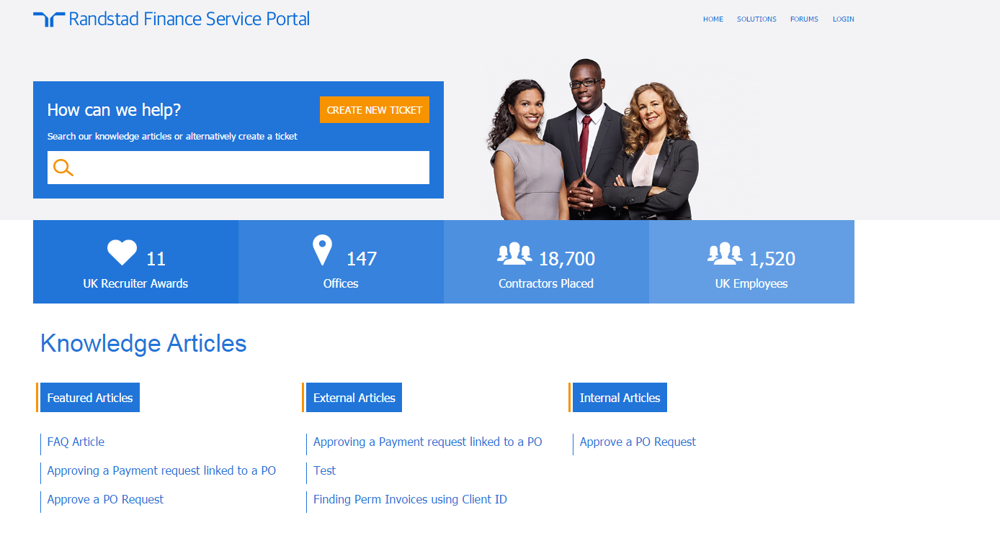 Randstad Finance Service Portal
HOME SOLUTIONS FORUMS LOGIN
How can we help?
CREATE NEW TICKET
Search our knowledge articles or alternatively create a ticket
11
UK Recruiter Awards
147
Offices
18,700
Contractors Placed
1,520
UK Employees
Knowledge Articles
Featured Articles
FAQ Article
Approving a Payment request linked to a PO
Approve a PO Request
External Articles
Approving a Payment request linked to a PO
Test
Finding Perm Invoices using Client ID
Internal Articles
Approve a PO Request